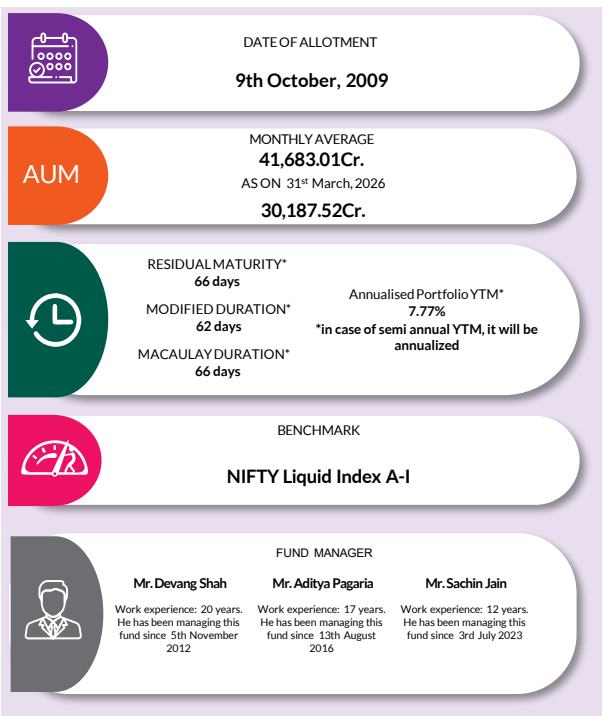 DATE OF ALLOTMENT
9th October, 2009
AUM
MONTHLY AVERAGE
41,683.01Cr.
AS ON 31st March, 2026
30,187.52Cr.
RESIDUAL MATURITY*
66 days
MODIFIED DURATION*
62 days
MACAULAY DURATION*
66 days
Annualised Portfolio YTM*
7.77%
*in case of semi annual YTM, it will be
annualized
BENCHMARK
NIFTY Liquid Index A-I
FUND MANAGER
Mr. Devang Shah
Work experience: 20 years.
He has been managing this
fund since 5th November
2012
Mr. Aditya Pagaria
Work experience: 17 years.
He has been managing this
fund since 13th August
2016
Mr. Sachin Jain
Work experience: 12 years.
He has been managing this
fund since 3rd July 2023